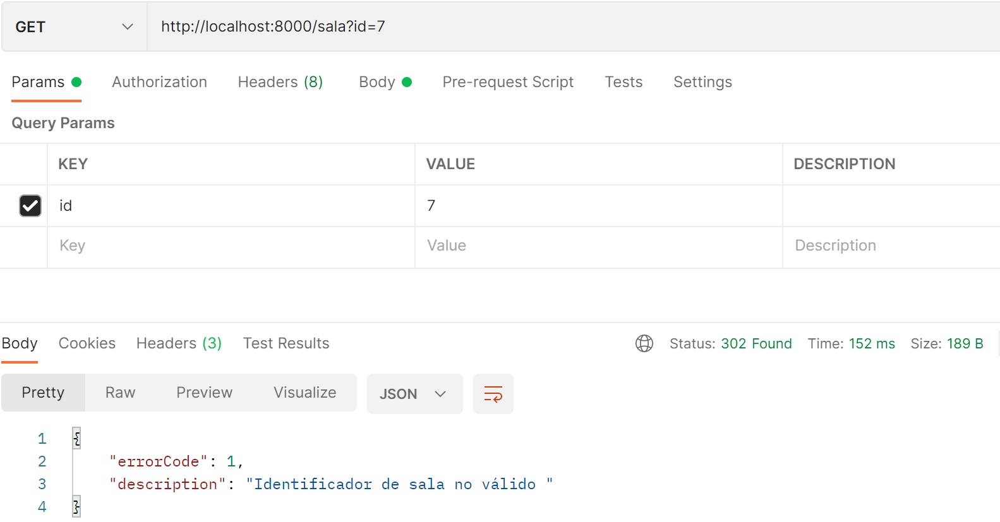 GET http://localhost:8000/sala?id=7
Params Authorization Headers (8) Body Pre-request Script Tests Settings
Query Params
KEY VALUE DESCRIPTION
id 7
Key Value Description
Body Cookies Headers (3) Test Results Status: 302 Found Time: 152 ms Size: 189 B
Pretty Raw Preview Visualize JSON
1 {
2 "errorCode": 1,
3 "description": "Identificador de sala no válido "
4 }